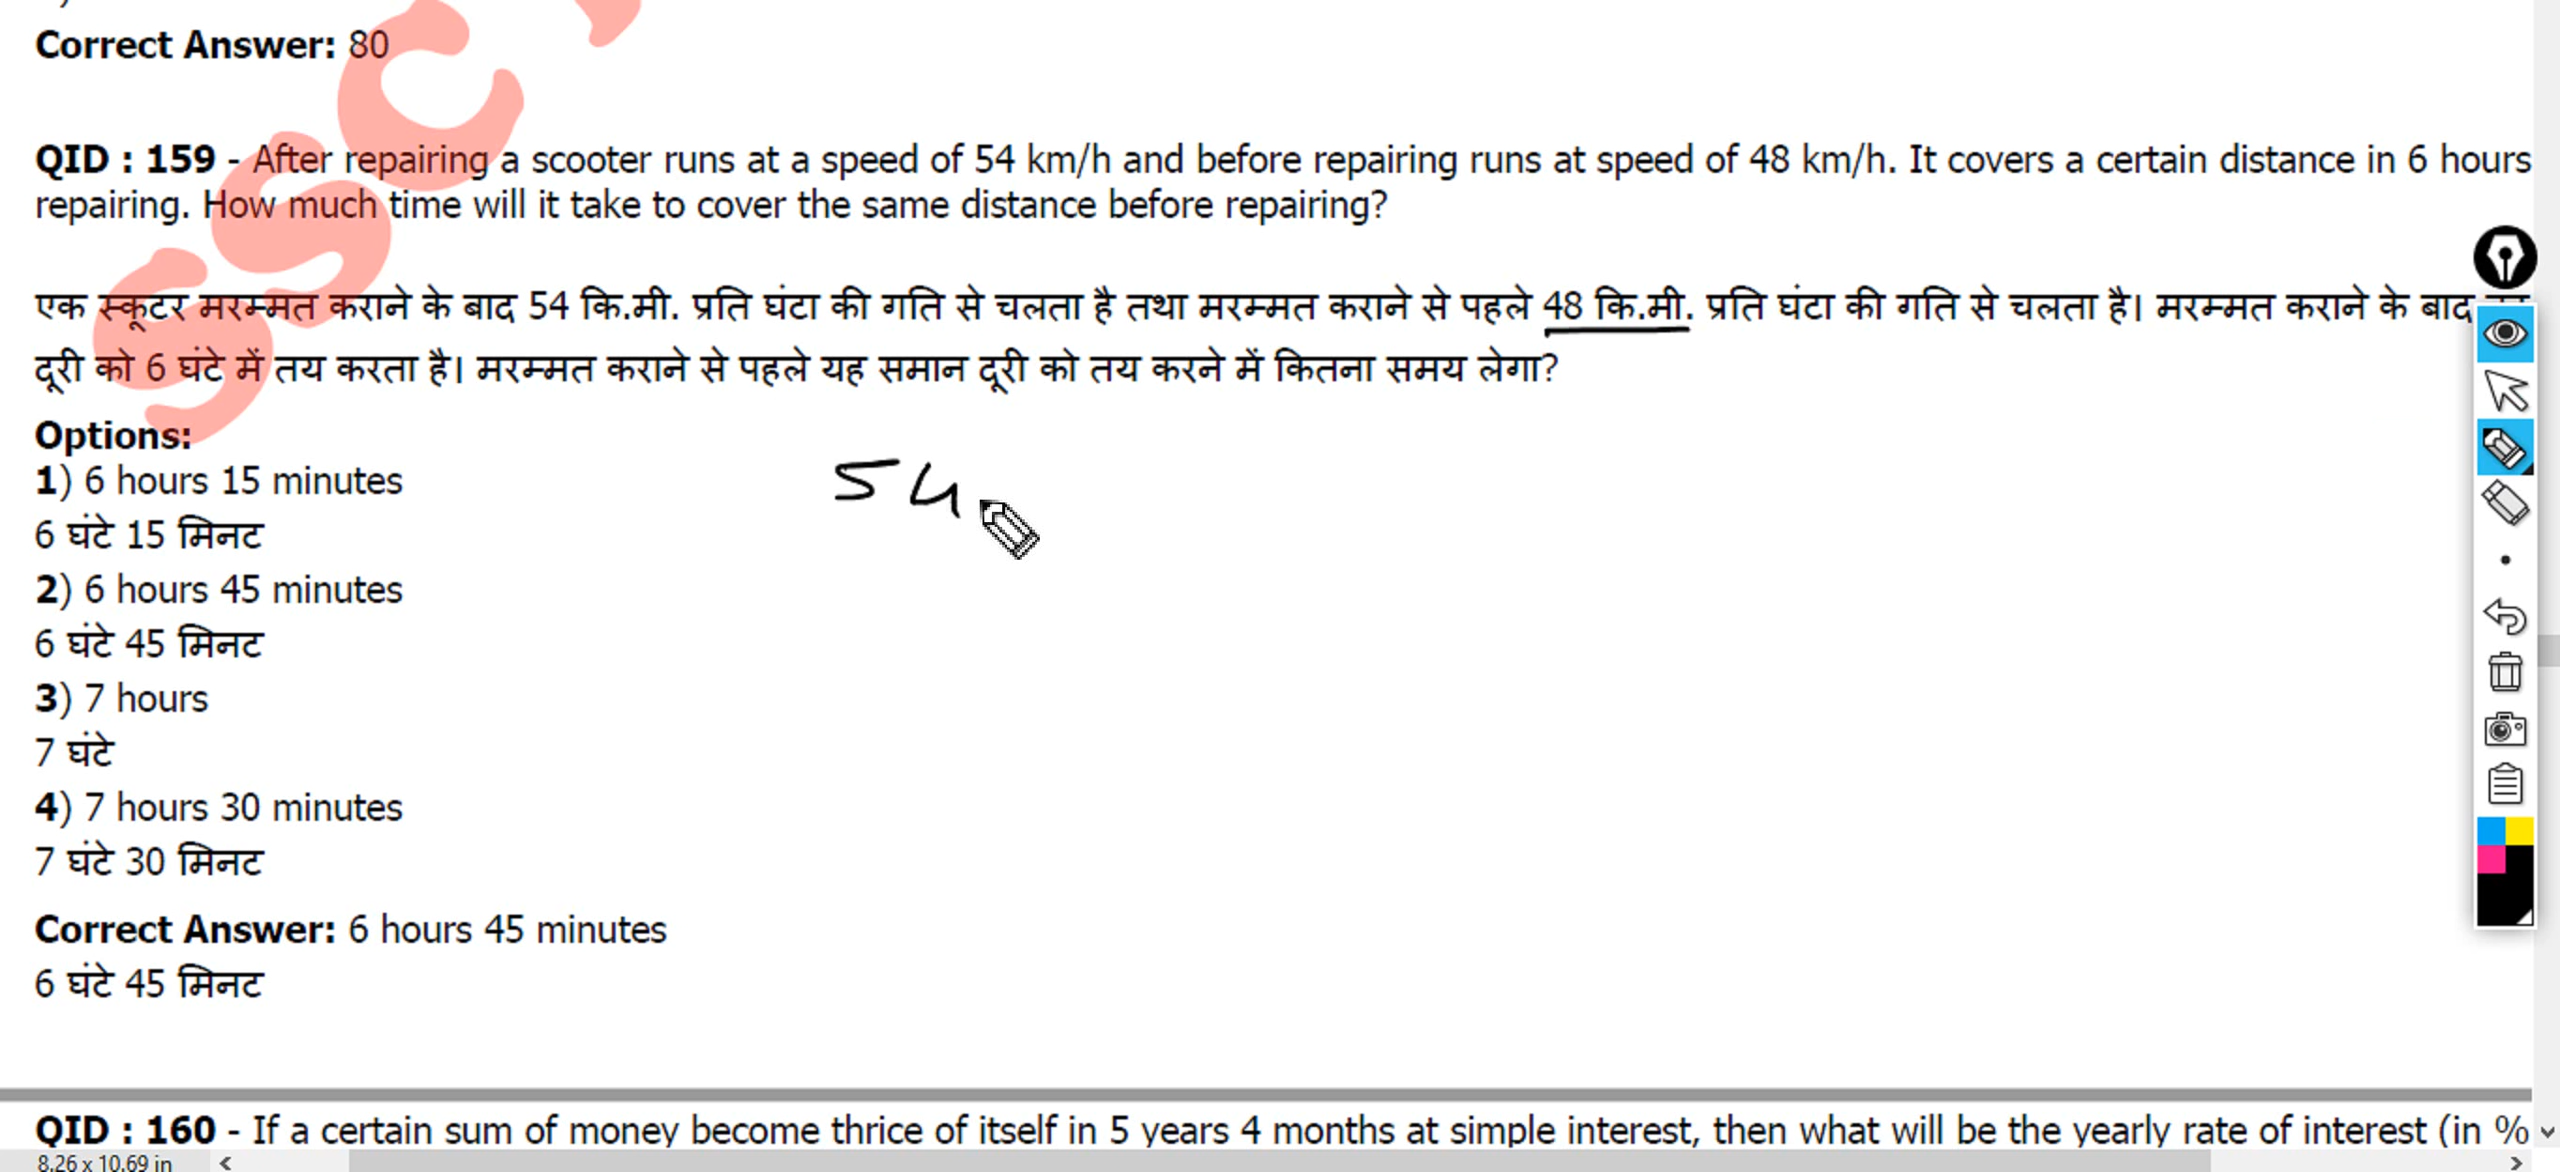 Correct Answer: 80
QID : 159 - After repairing a scooter runs at a speed of 54 km/h and before repairing runs at speed of 48 km/h. It covers a certain distance in 6 hours
repairing. How much time will it take to cover the same distance before repairing?
एक स्कूटर मरम्मत कराने के बाद 54 कि.मी. प्रति घंटा की गति से चलता है तथा मरम्मत कराने से पहले 48 कि.मी. प्रति घंटा की गति से चलता है। मरम्मत कराने के बाद
दूरी को 6 घंटे में तय करता है। मरम्मत कराने से पहले यह समान दूरी को तय करने में कितना समय लेगा?
Options:
1) 6 hours 15 minutes
54
6 घंटे 15 मिनट
2) 6 hours 45 minutes
6 घंटे 45 मिनट
3) 7 hours
7 घंटे
4) 7 hours 30 minutes
7 घंटे 30 मिनट
Correct Answer: 6 hours 45 minutes
6 घंटे 45 मिनट
QID : 160 - If a certain sum of money become thrice of itself in 5 years 4 months at simple interest, then what will be the yearly rate of interest (in %
8.26 x 10.69 in
SSC